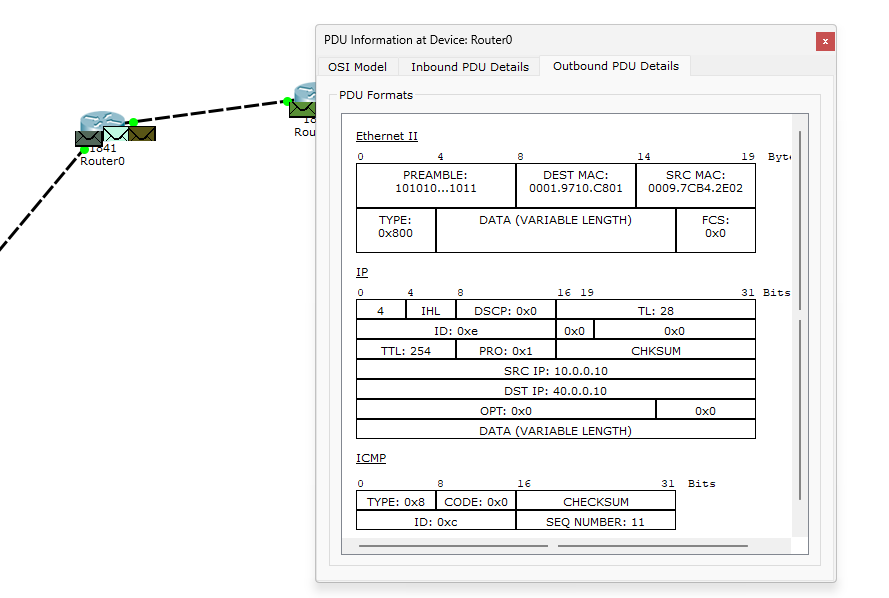 1841
Router0
18
Rou
PDU Information at Device: Router0
x
OSI Model Inbound PDU Details Outbound PDU Details
PDU Formats
Ethernet II
0 4 8 14 19 Byte
PREAMBLE: DEST MAC: SRC MAC:
101010...1011 0001.9710.C801 0009.7CB4.2E02
TYPE: DATA (VARIABLE LENGTH) FCS:
0x800 0x0
IP
0 4 8 16 19 31 Bits
4 IHL DSCP: 0x0 TL: 28
ID: 0xe 0x0 0x0
TTL: 254 PRO: 0x1 CHKSUM
SRC IP: 10.0.0.10
DST IP: 40.0.0.10
OPT: 0x0 0x0
DATA (VARIABLE LENGTH)
ICMP
0 8 16 31 Bits
TYPE: 0x8 CODE: 0x0 CHECKSUM
ID: 0xc SEQ NUMBER: 11